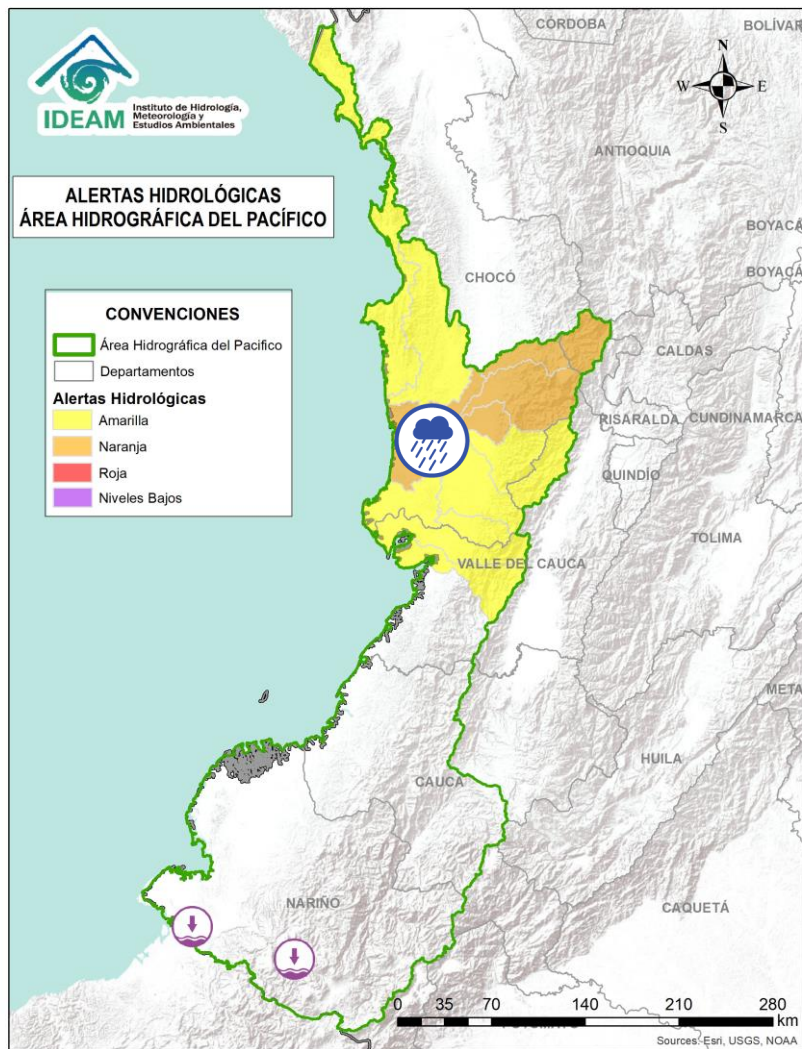 IDEAM
Instituto de Hidrología,
Meteorología y
Estudios Ambientales
ALERTAS HIDROLÓGICAS
ÁREA HIDROGRÁFICA DEL PACÍFICO
CONVENCIONES
Área Hidrográfica del Pacifico
Departamentos
Alertas Hidrológicas
Amarilla
Naranja
Roja
Niveles Bajos
N
W
E
S
CÓRDOBA
BOLÍVAR
ANTIOQUIA
BOYACÁ
BOYACÁ
CHOCÓ
CALDAS
RISARALDA
CUNDINAMARCA
QUINDÍO
TOLIMA
VALLE DEL CAUCA
META
HUILA
CAUCA
NARIÑO
CAQUETÁ
0 35 70 140 210 280
km
Sources: Esri, USGS, NOAA